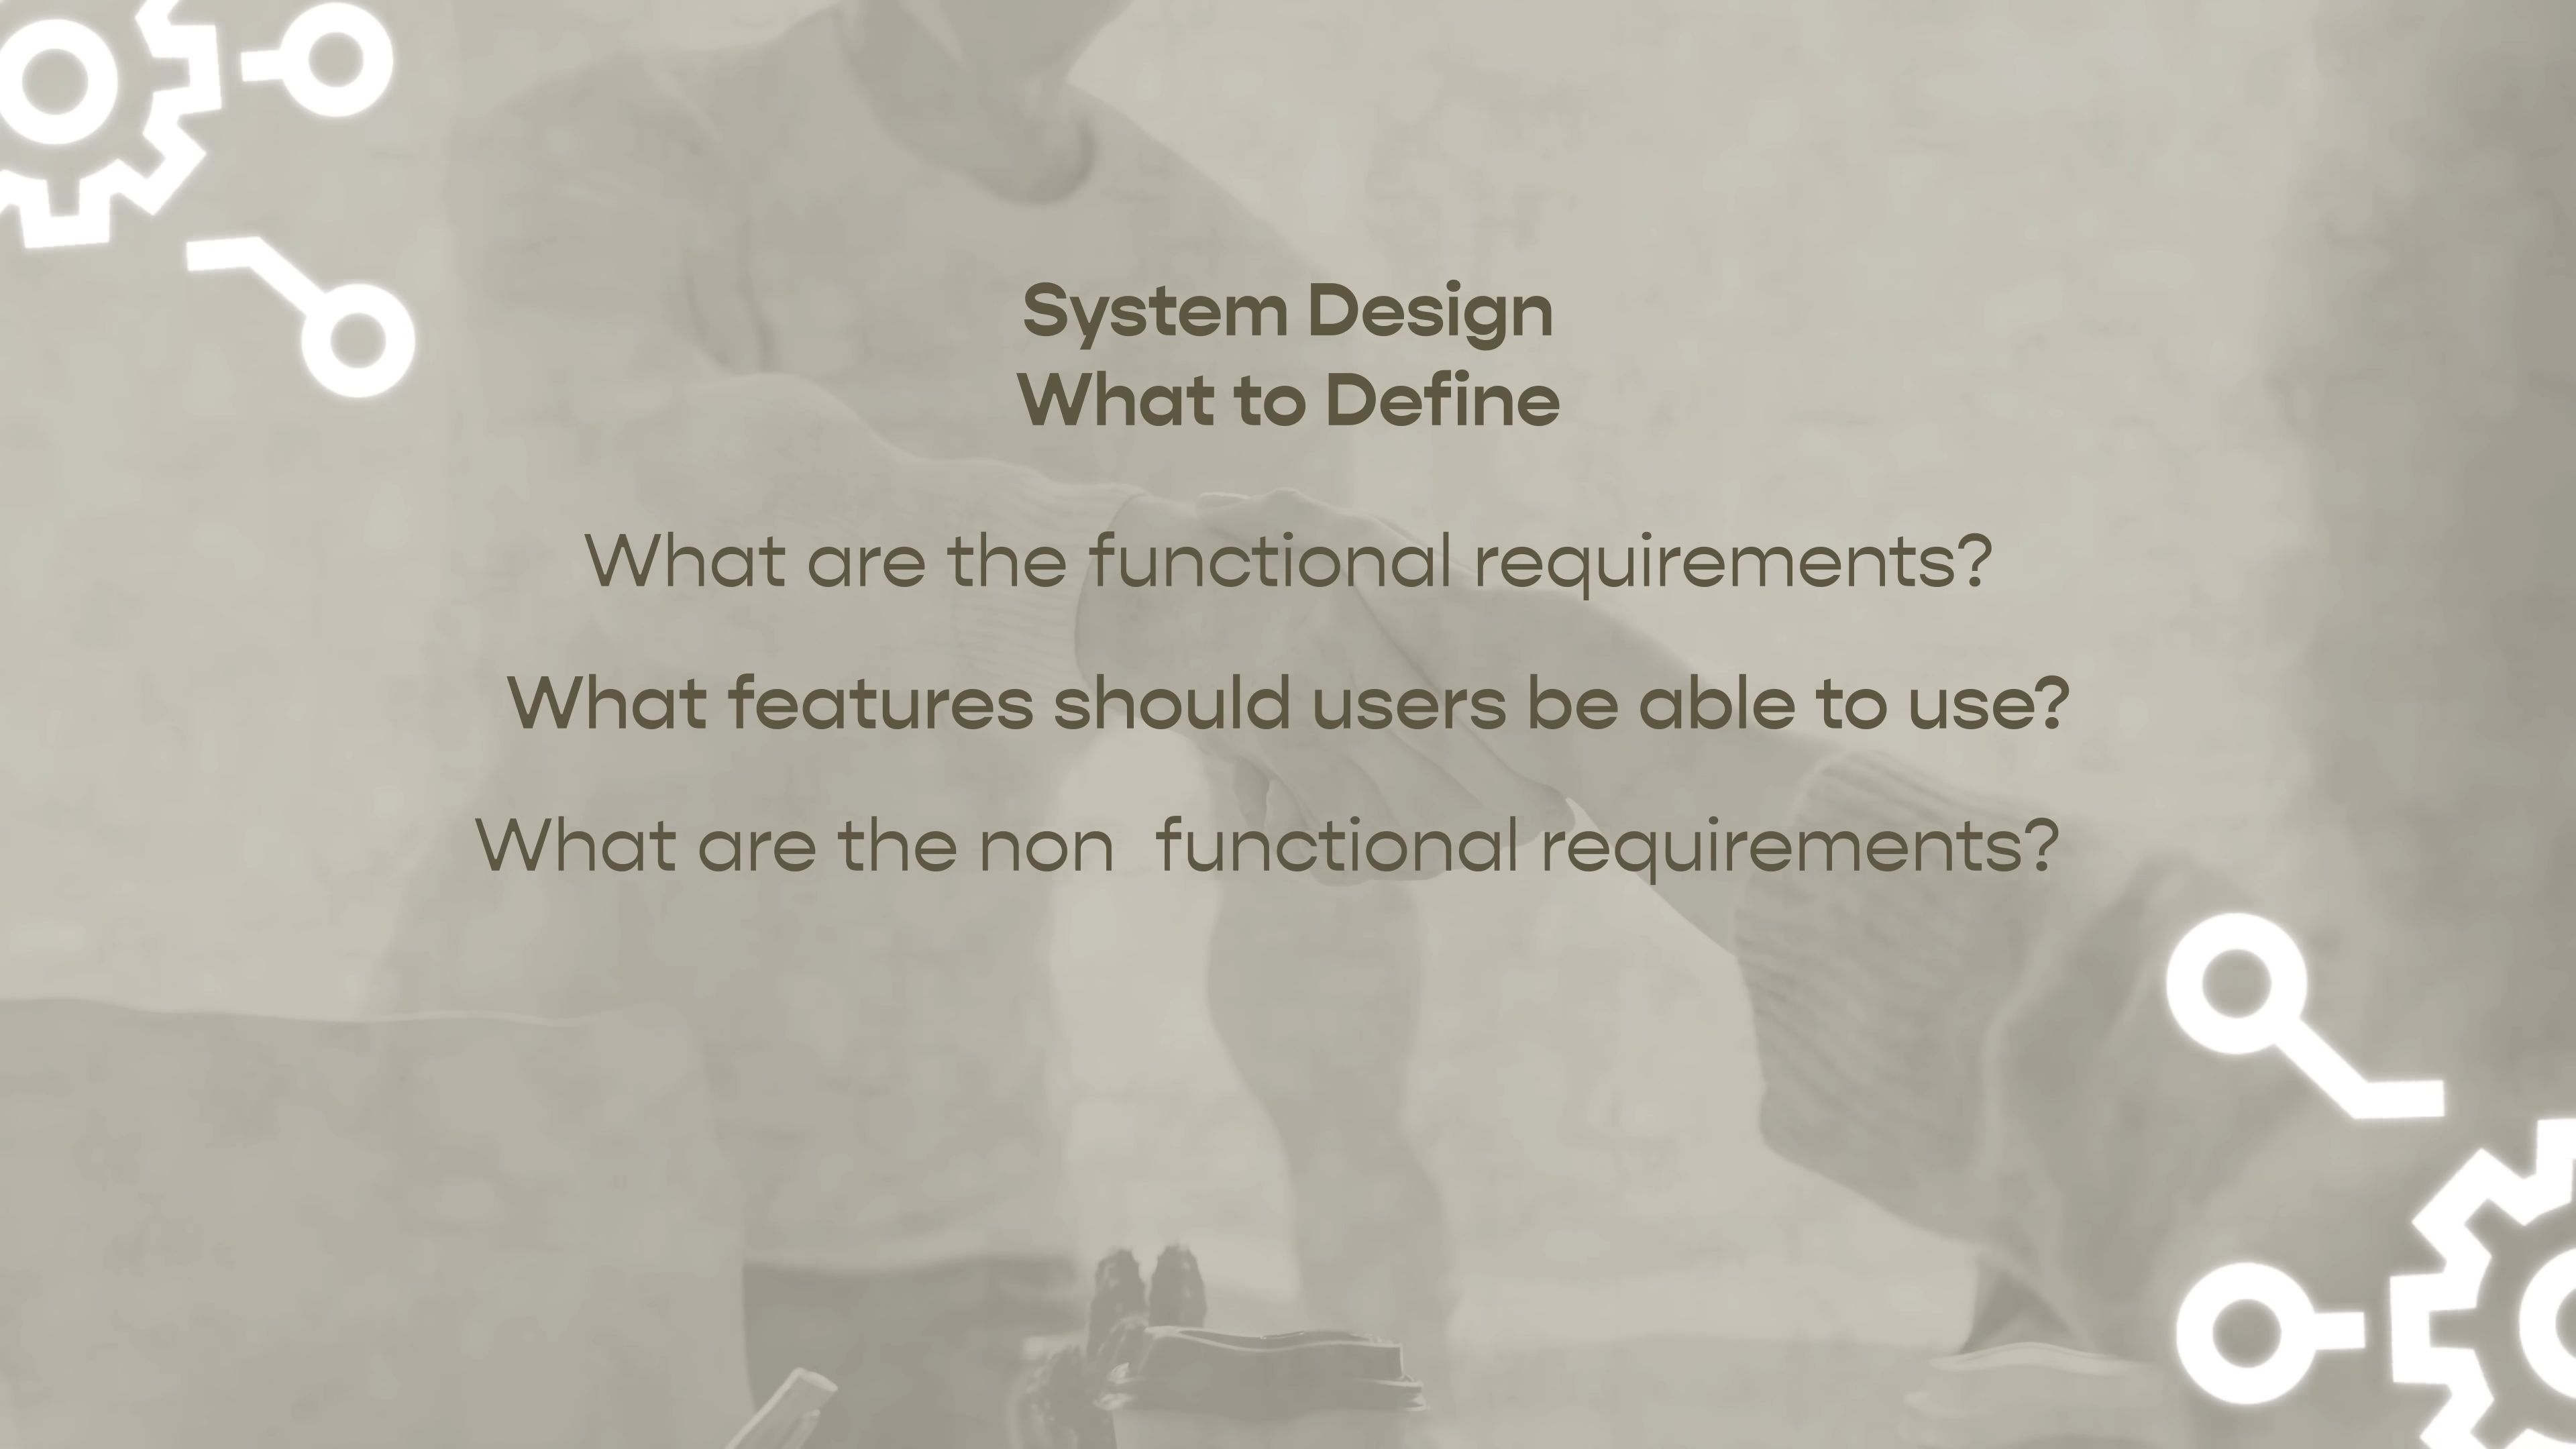 System Design
What to Define
What are the functional requirements?
What features should users be able to use?
What are the non  functional requirements?